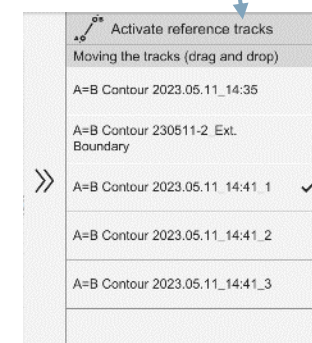 Activate reference tracks
Moving the tracks (drag and drop)
A=B Contour 2023.05.11_14:35
A=B Contour 230511-2_Ext.
Boundary
A=B Contour 2023.05.11_14:41_1
A=B Contour 2023.05.11_14:41_2
A=B Contour 2023.05.11_14:41_3